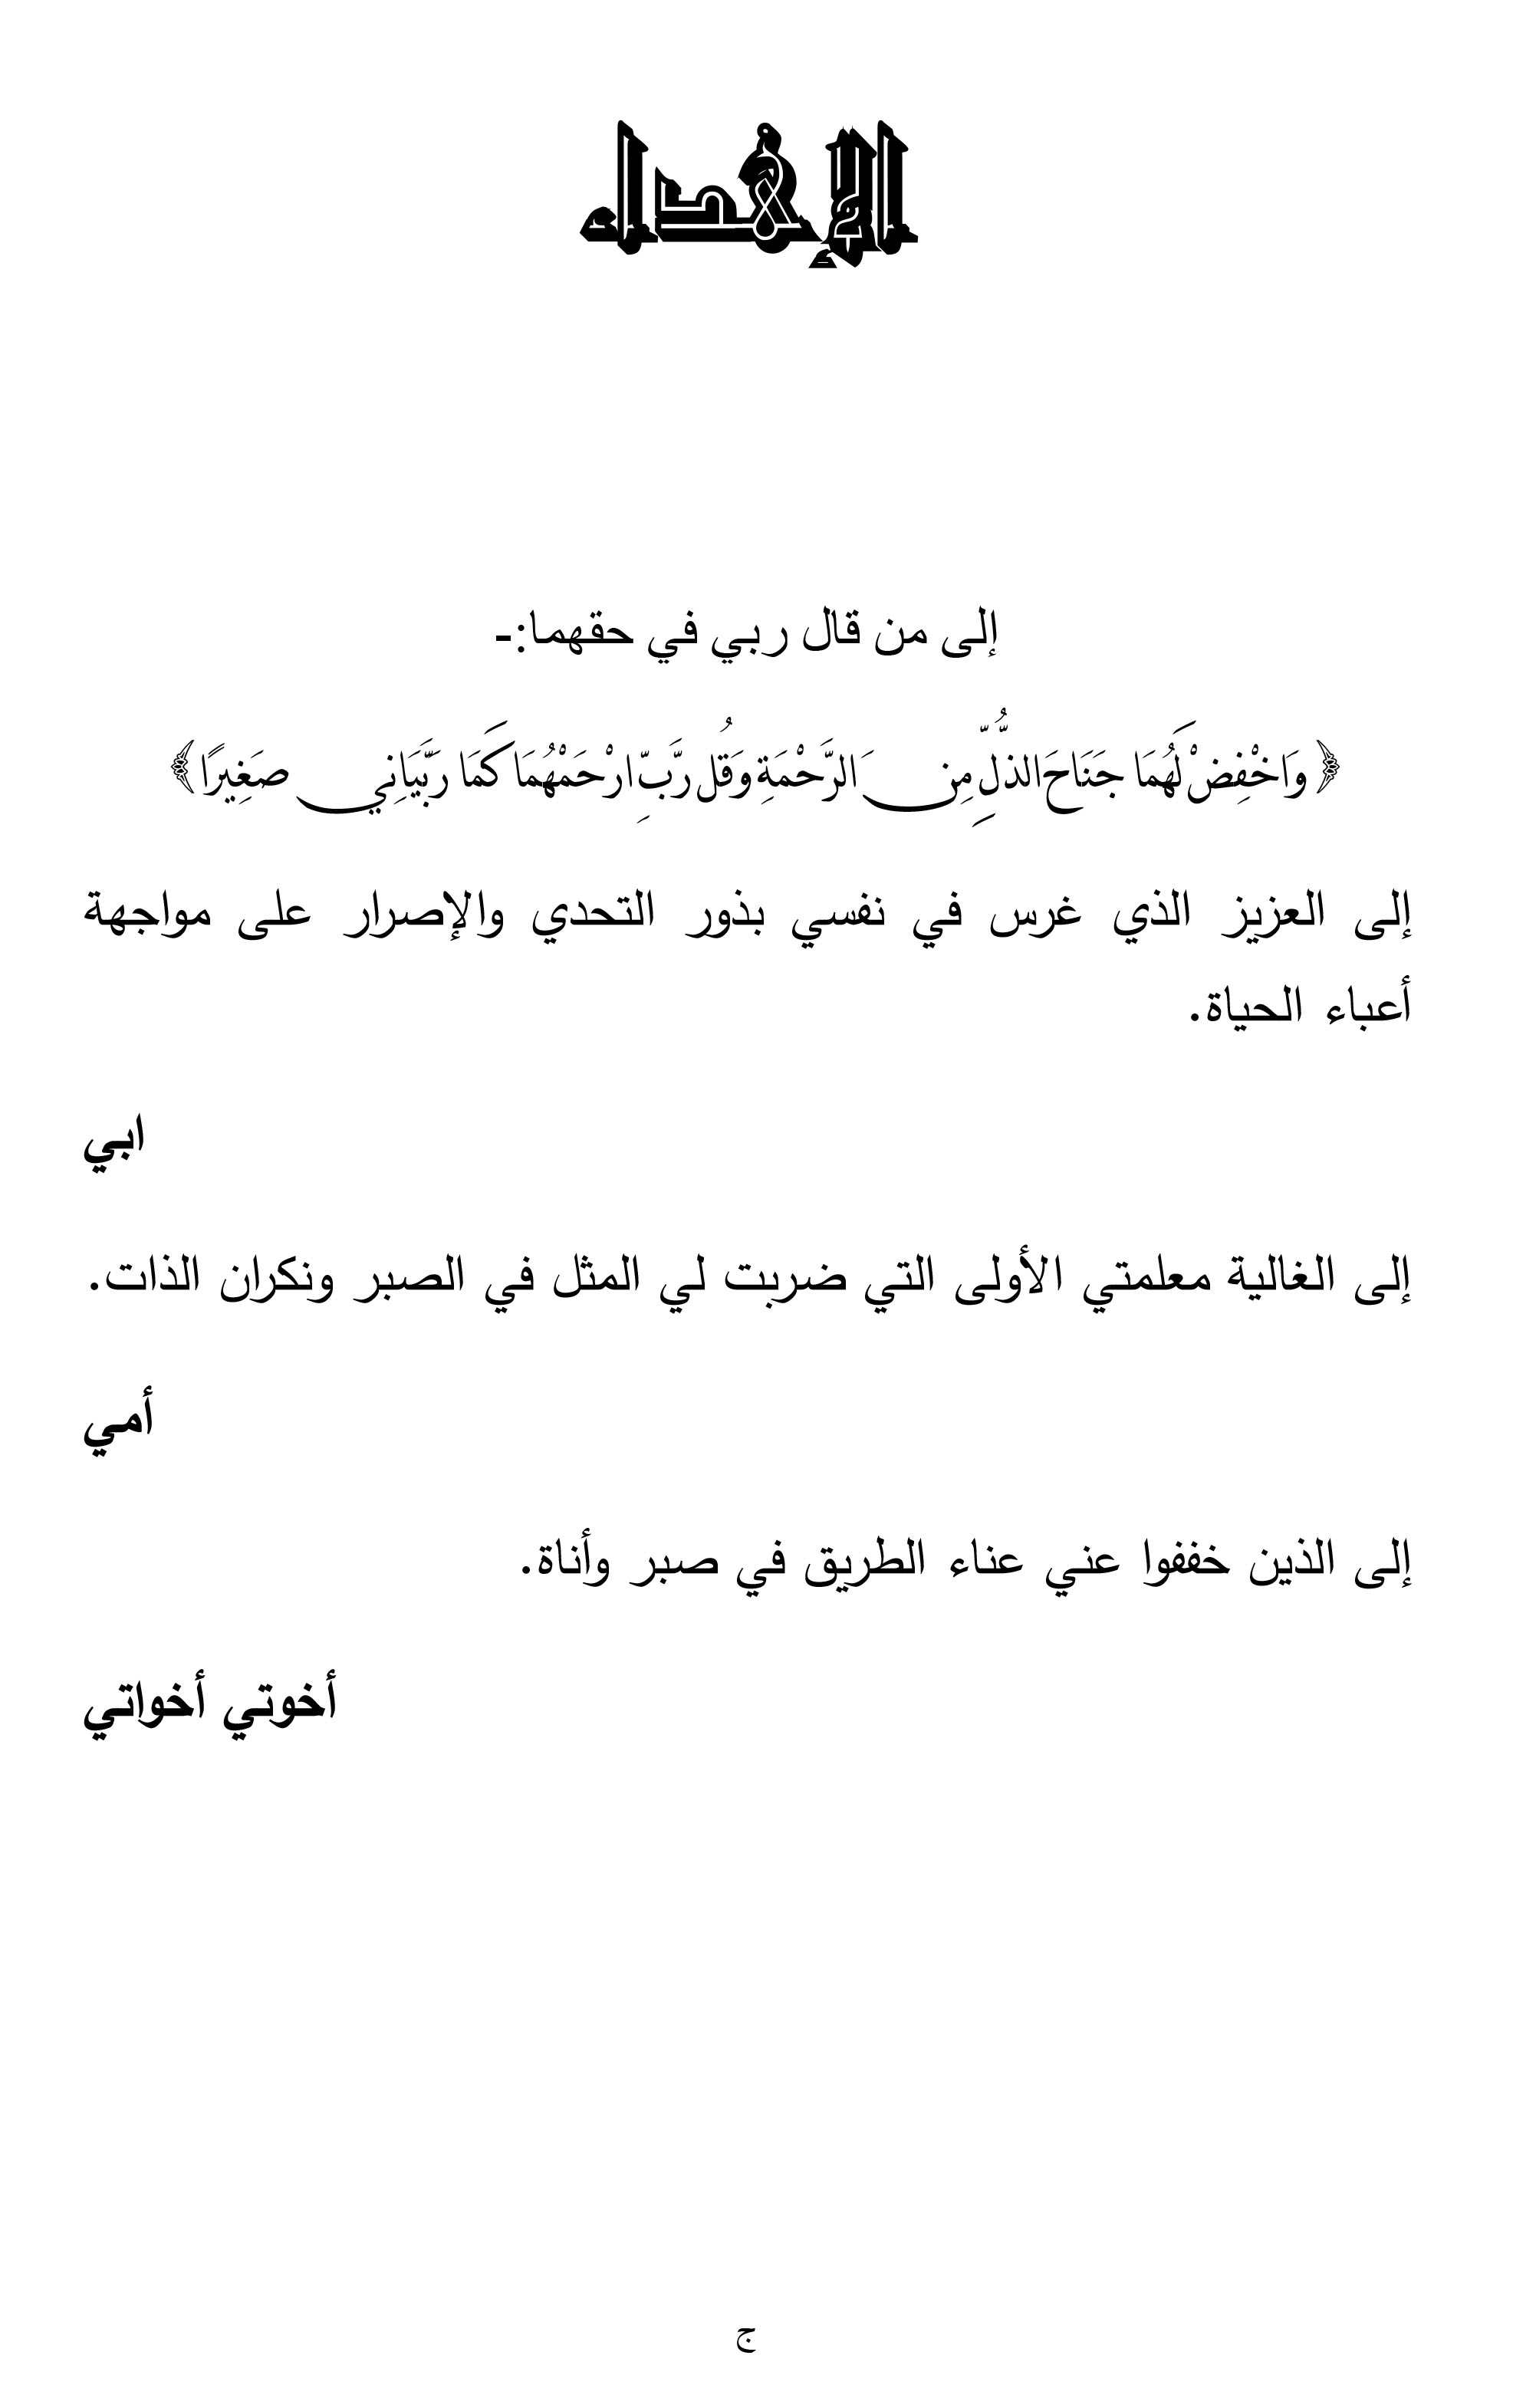 الإهداء
إلى من قال ربي في حقهما:-
﴿ وَاخْفِضْ لَهُمَا جَنَاحَ الذُّلِّ مِنَ الرَّحْمَةِ وَقُل رَّبِّ ارْحَمْهُمَا كَمَا رَبَّيَانِي صَغِيرًا ﴾
إلى العزيز الذي غرس في نفسي بذور التحدي والإصرار على مواجهة
أعباء الحياة.
ابي
إلى الغالية معلمتي الأولى التي ضربت لي المثل في الصبر ونكران الذات.
أمي
إلى الذين خففوا عني عناء الطريق في صبر وأناة.
أخوتي أخواتي
ج